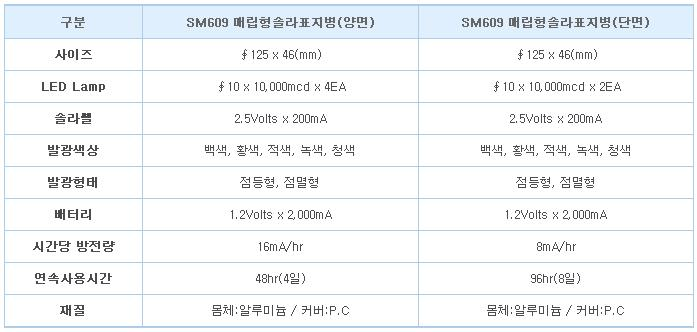 구분 SM609 매립형솔라표지병(양면) SM609 매립형솔라표지병(단면)
사이즈 ∮125 x 46(mm) ∮125 x 46(mm)
LED Lamp ∮10 x 10,000mcd x 4EA ∮10 x 10,000mcd x 2EA
솔라쎌 2.5Volts x 200mA 2.5Volts x 200mA
발광색상 백색, 황색, 적색, 녹색, 청색 백색, 황색, 적색, 녹색, 청색
발광형태 점등형, 점멸형 점등형, 점멸형
배터리 1.2Volts x 2,000mA 1.2Volts x 2,000mA
시간당 방전량 16mA/hr 8mA/hr
연속사용시간 48hr(4일) 96hr(8일)
재질 몸체:알루미늄 / 커버:P.C 몸체:알루미늄 / 커버:P.C